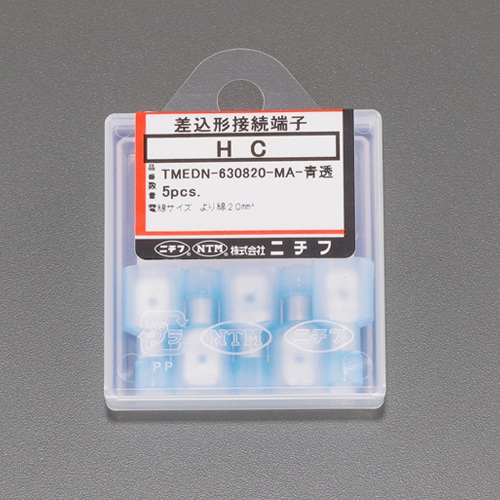 差込形接続端子
HC
品番 TMEDN-630820-MA-青透
数量 5pcs.
電線サイズ より線2.0mm²
ニチフ® NTM® 株式会社 ニチフ
プラ NTM ニチフ
PP